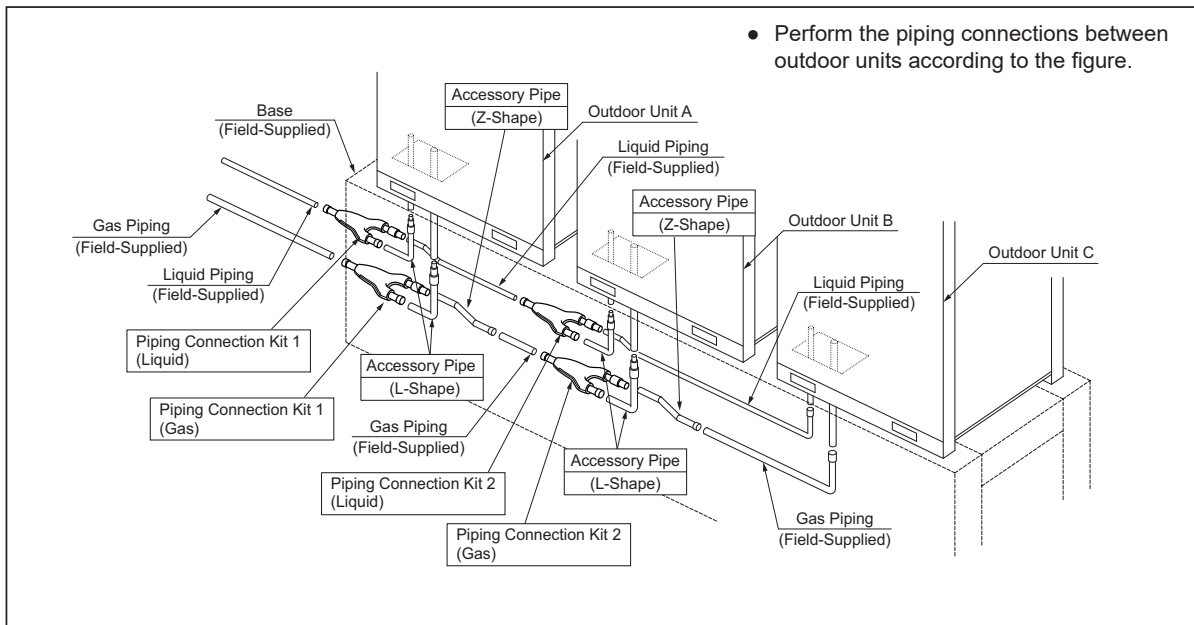 ● Perform the piping connections between
outdoor units according to the figure.
Accessory Pipe
(Z-Shape)
Base
(Field-Supplied)
Outdoor Unit A
Liquid Piping
(Field-Supplied)
Accessory Pipe
(Z-Shape)
Outdoor Unit B
Outdoor Unit C
Gas Piping
(Field-Supplied)
Liquid Piping
(Field-Supplied)
Liquid Piping
(Field-Supplied)
Piping Connection Kit 1
(Liquid)
Accessory Pipe
(L-Shape)
Piping Connection Kit 1
(Gas)
Gas Piping
(Field-Supplied)
Accessory Pipe
(L-Shape)
Piping Connection Kit 2
(Liquid)
Gas Piping
(Field-Supplied)
Piping Connection Kit 2
(Gas)